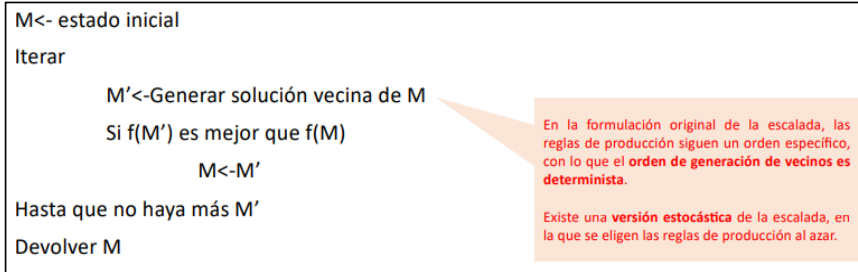 M<- estado inicial
Iterar
M’<-Generar solución vecina de M
Si f(M’) es mejor que f(M)
M<-M’
Hasta que no haya más M’
Devolver M
En la formulación original de la escalada, las
reglas de producción siguen un orden específico,
con lo que el orden de generación de vecinos es
determinista.
Existe una versión estocástica de la escalada, en
la que se eligen las reglas de producción al azar.